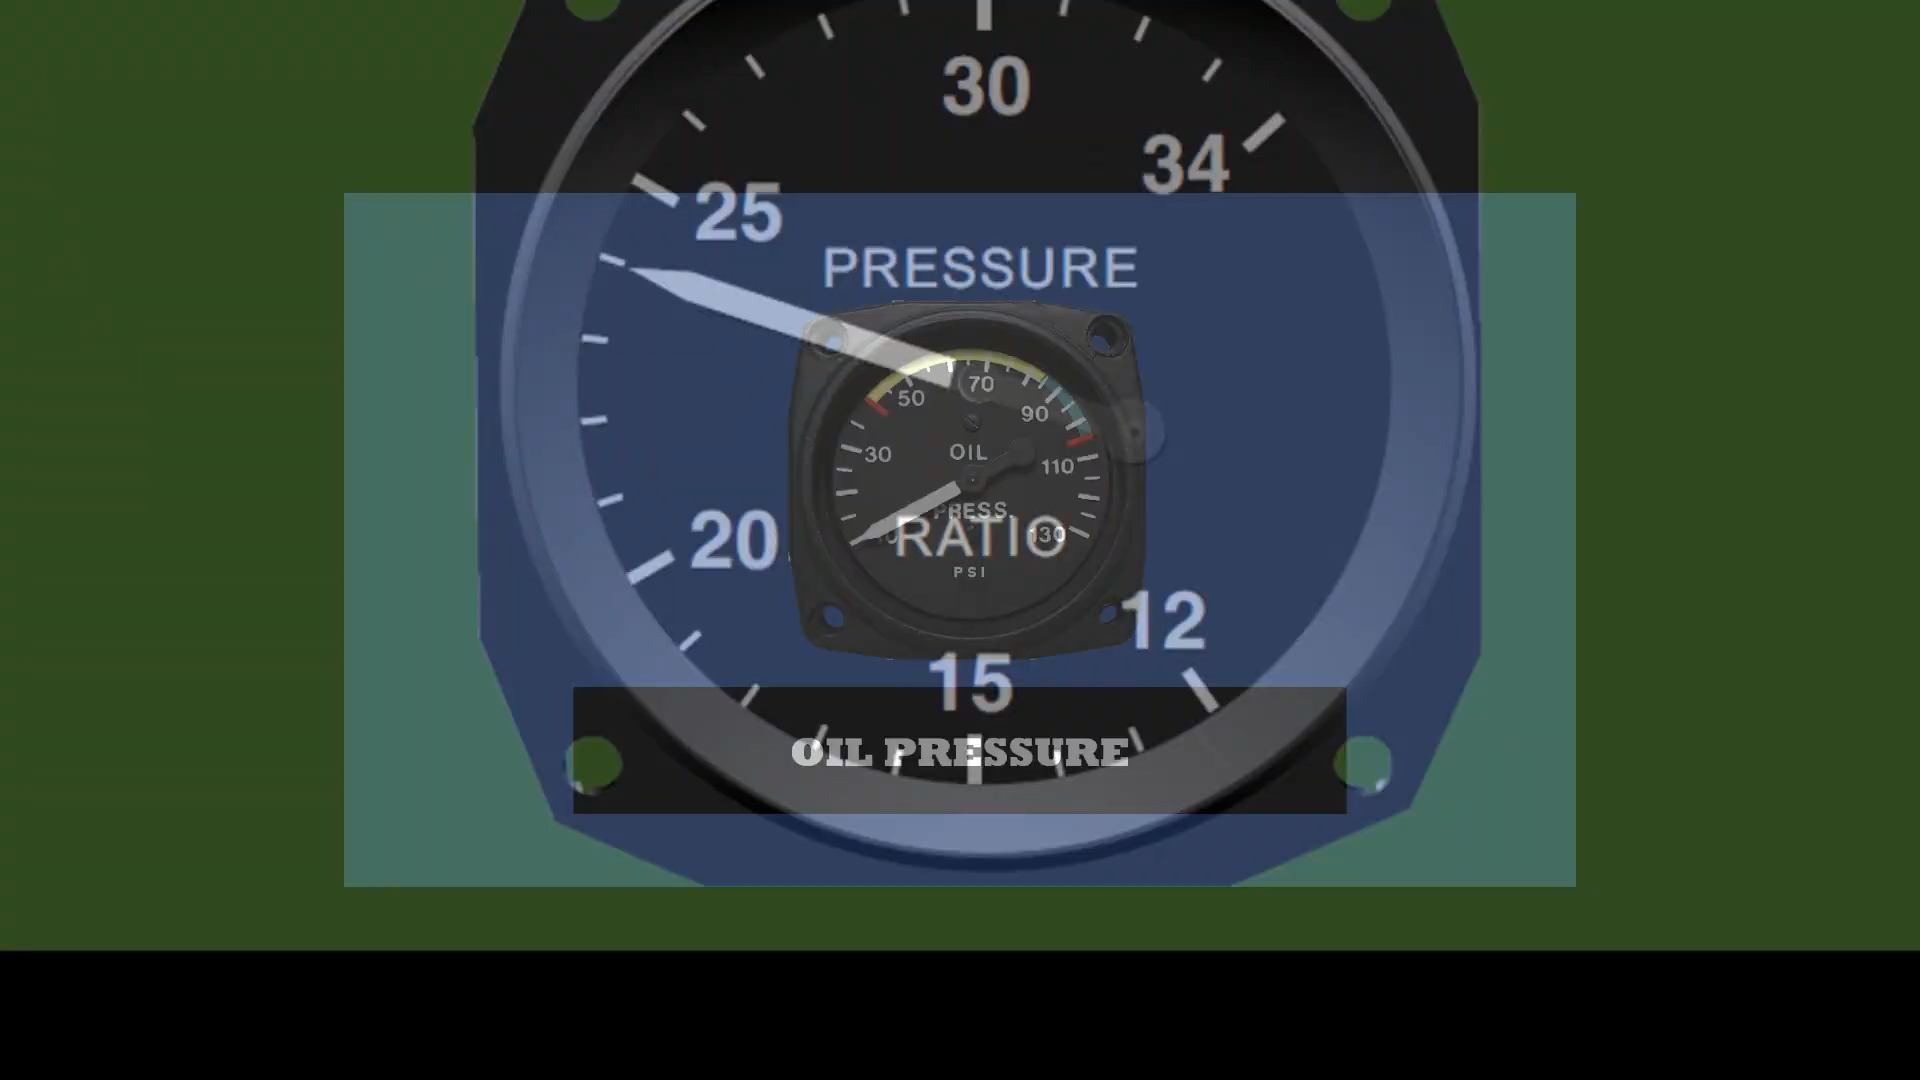 30
34
25
PRESSURE
70
50
90
OIL
30
110
PRESS.
20
RATIO
130
PSI
12
15
OIL PRESSURE